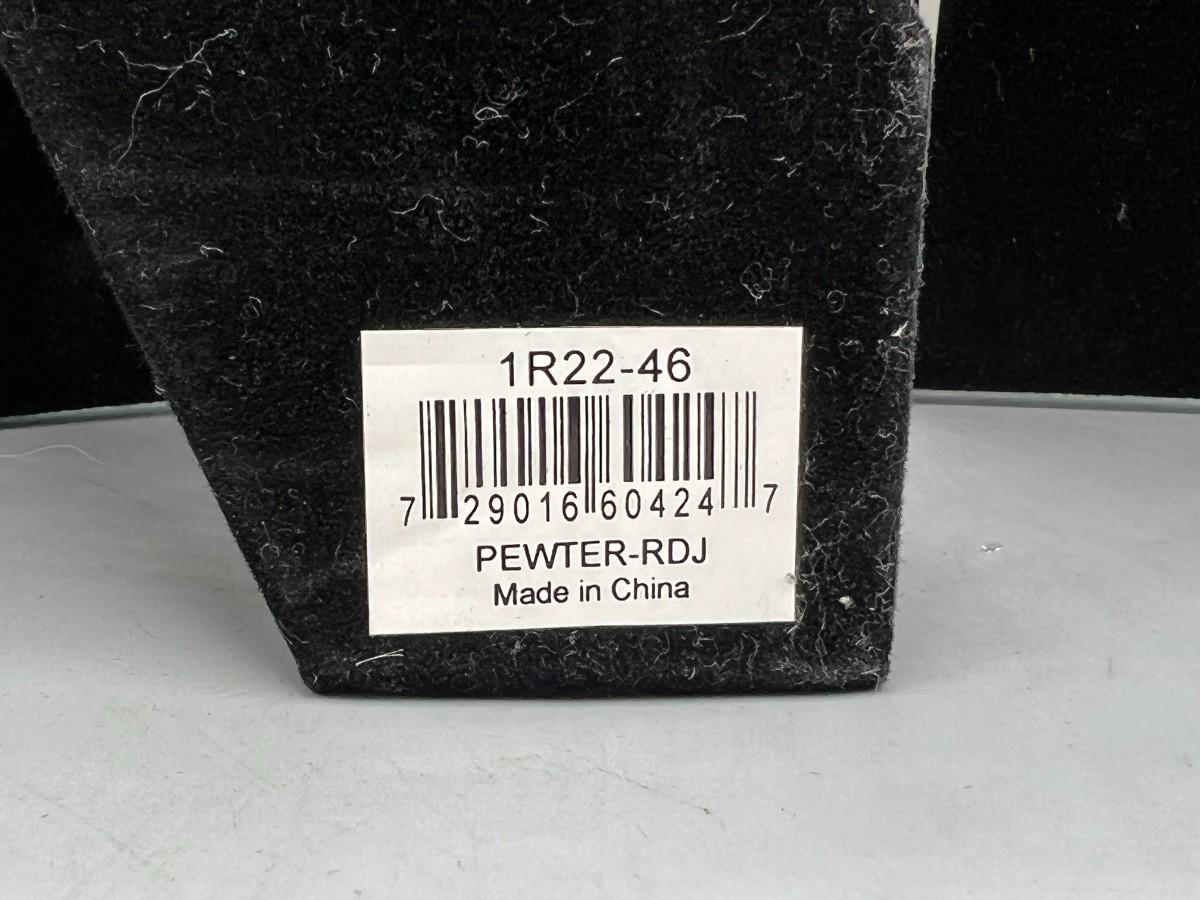 1R22-46
7 29016 60424 7
PEWTER-RDJ
Made in China